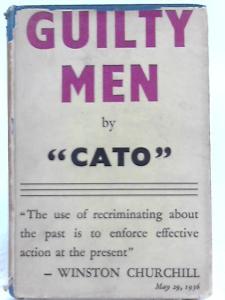 GUILTY
MEN
by
"CATO"
"The use of recriminating about
the past is to enforce effective
action at the present"
– WINSTON CHURCHILL
May 29, 1936